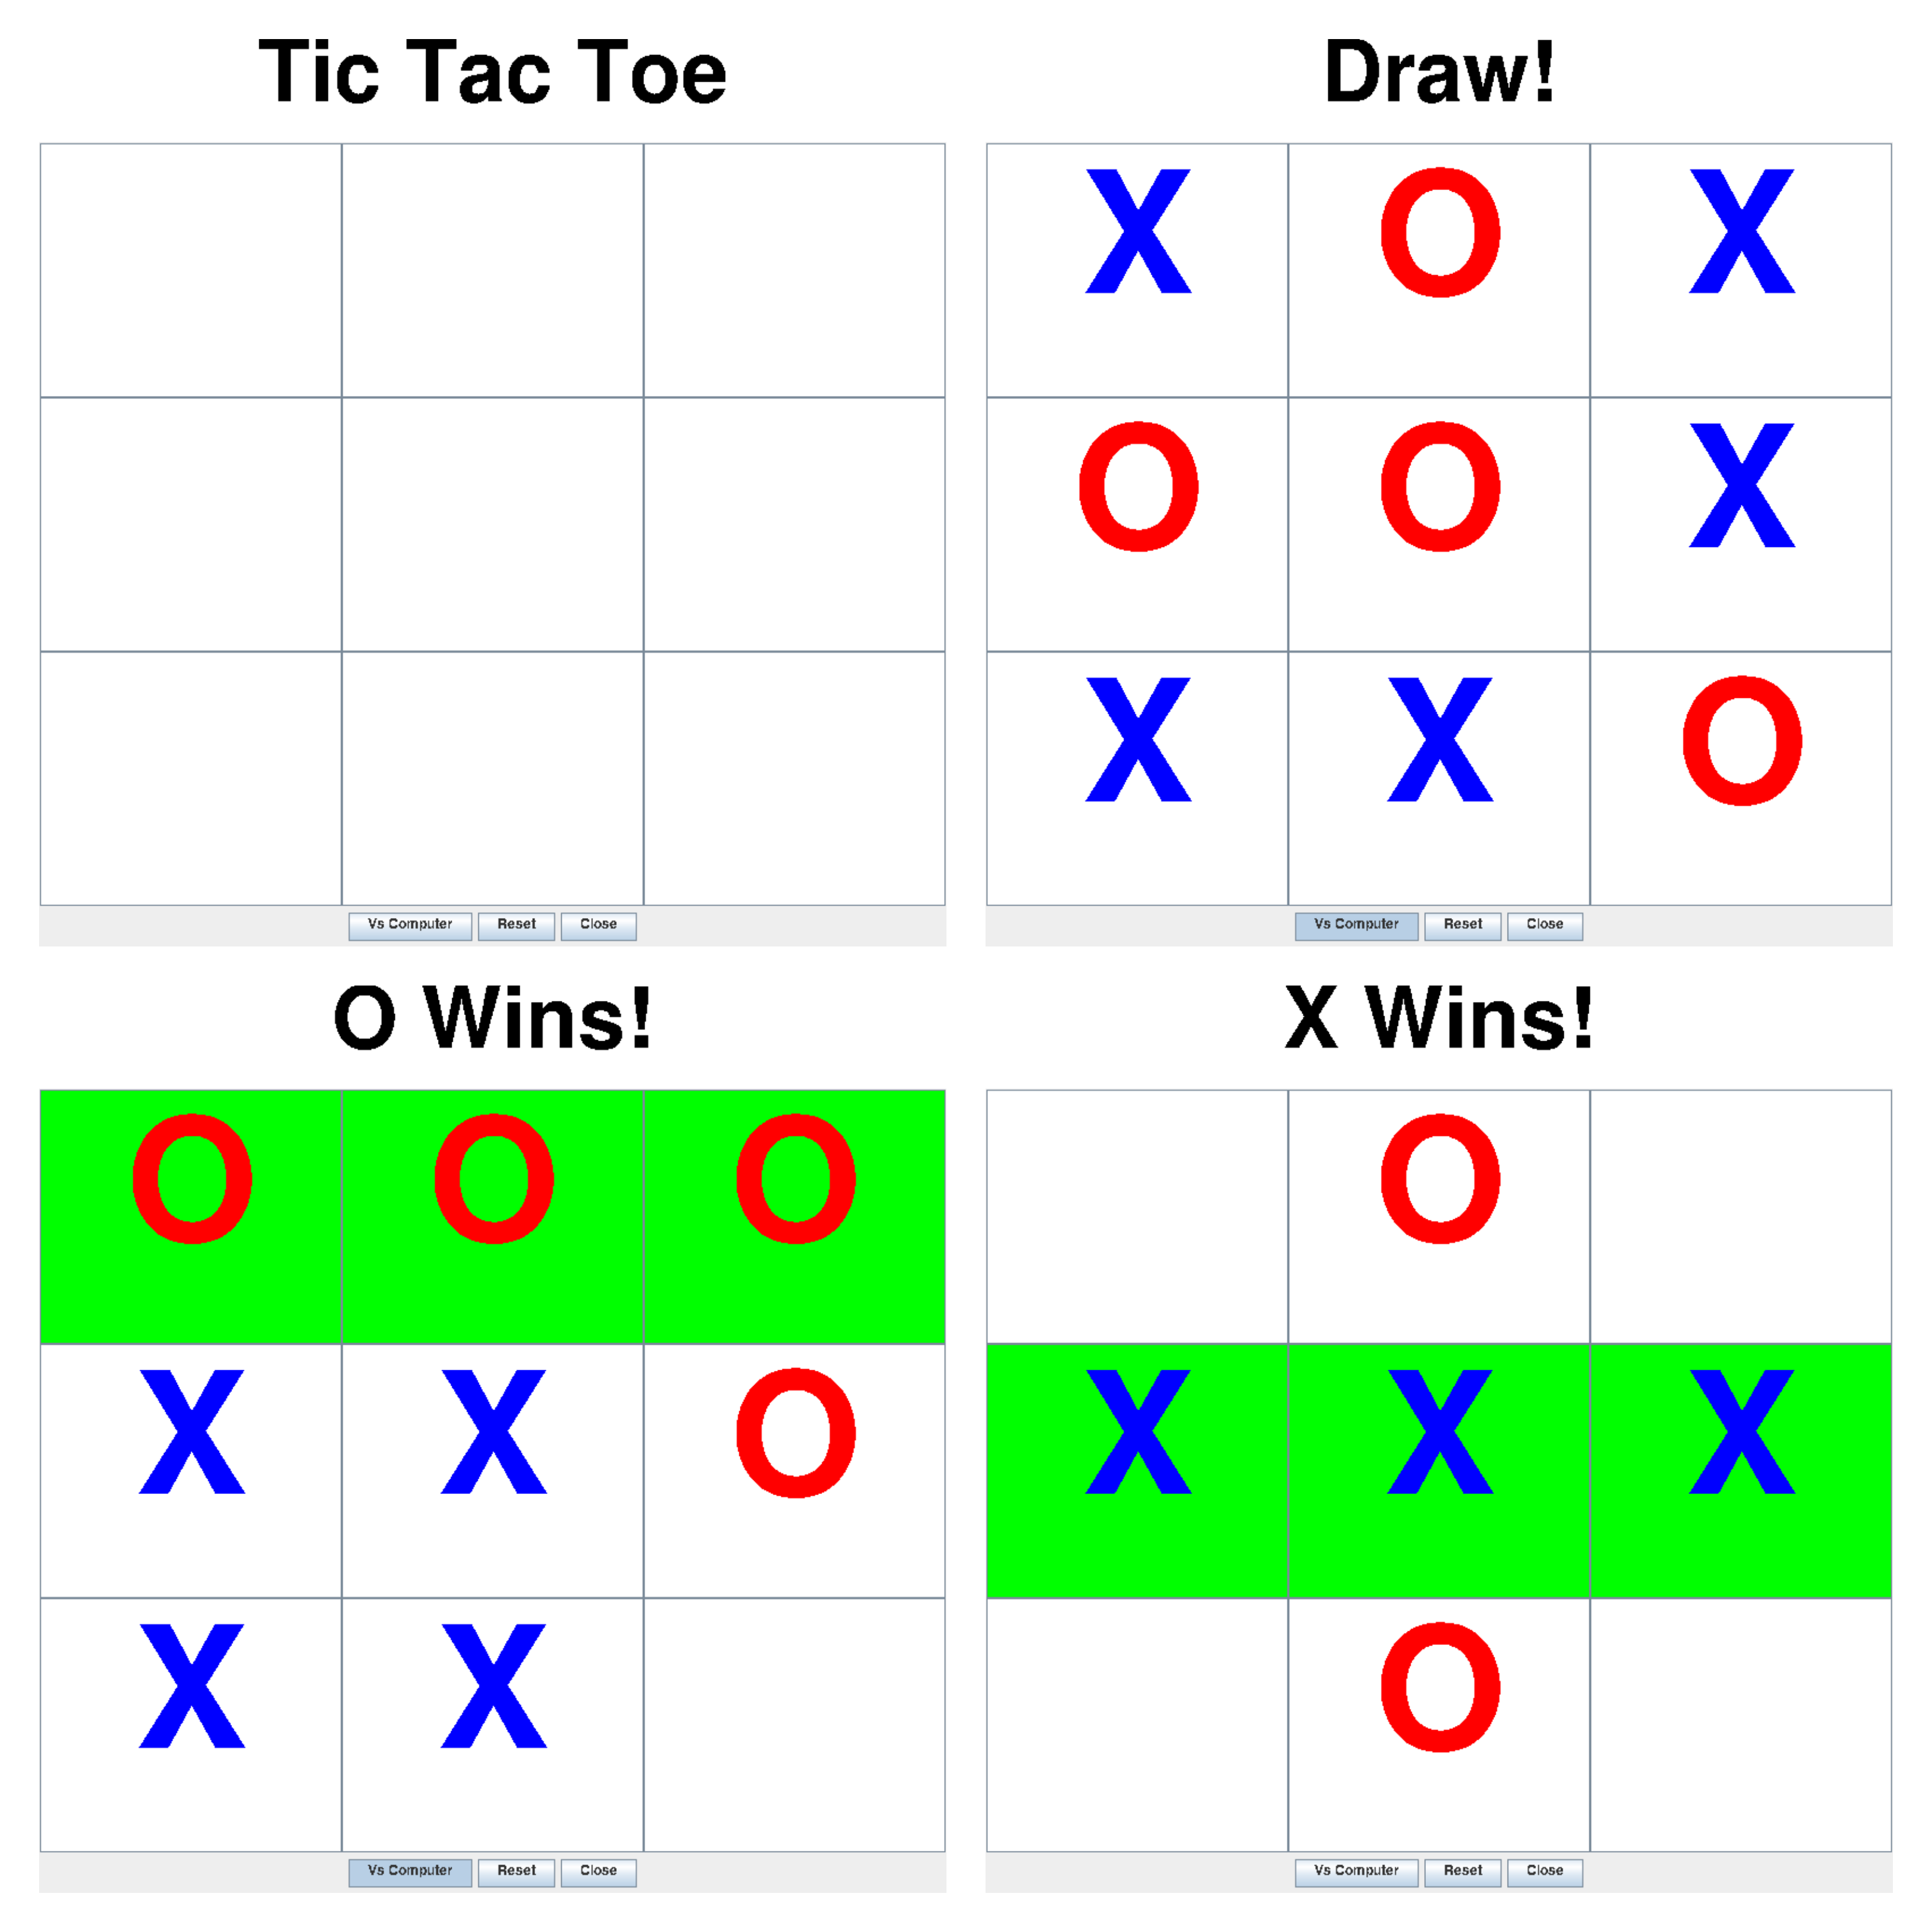 Tic Tac Toe
Vs Computer Reset Close
Draw!
X O X
O O X
X X O
Vs Computer Reset Close
O Wins!
O O O
X X O
X X
Vs Computer Reset Close
X Wins!
O
X X X
O
Vs Computer Reset Close